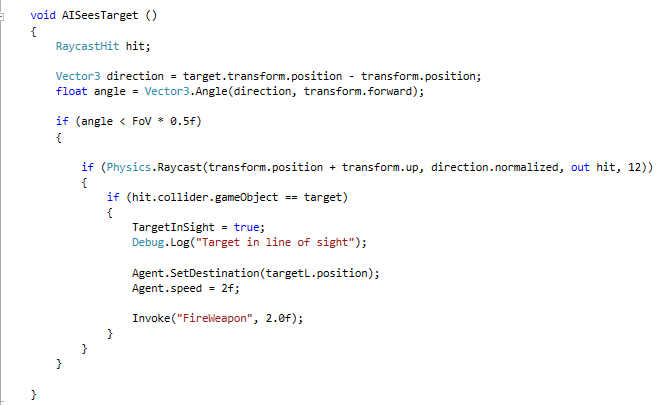 void AISeesTarget ()
{
RaycastHit hit;
Vector3 direction = target.transform.position - transform.position;
float angle = Vector3.Angle(direction, transform.forward);
if (angle < FoV * 0.5f)
{
if (Physics.Raycast(transform.position + transform.up, direction.normalized, out hit, 12))
{
if (hit.collider.gameObject == target)
{
TargetInSight = true;
Debug.Log("Target in line of sight");
Agent.SetDestination(targetL.position);
Agent.speed = 2f;
Invoke("FireWeapon", 2.0f);
}
}
}
}